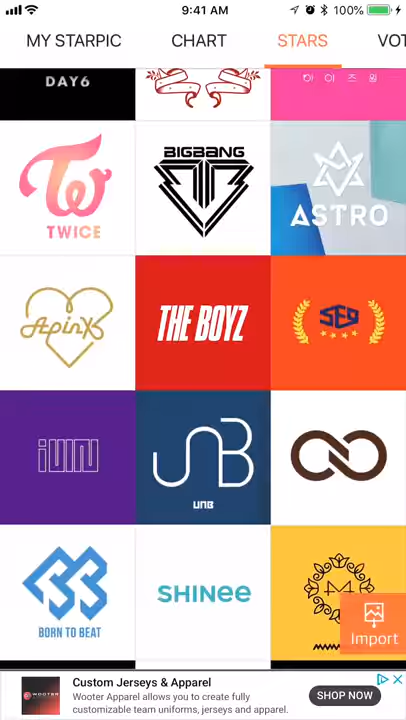 9:41 AM
100%
MY STARPIC
CHART
STARS
VOT
DAY6
TWICE
BIGBANG
ASTRO
Apink
THE BOYZ
SF9
UNB
UNB
BORN TO BEAT
SHINee
Import
Custom Jerseys & Apparel
Wooter Apparel allows you to create fully
customizable team uniforms, jerseys and apparel.
WOOTER
SHOP NOW